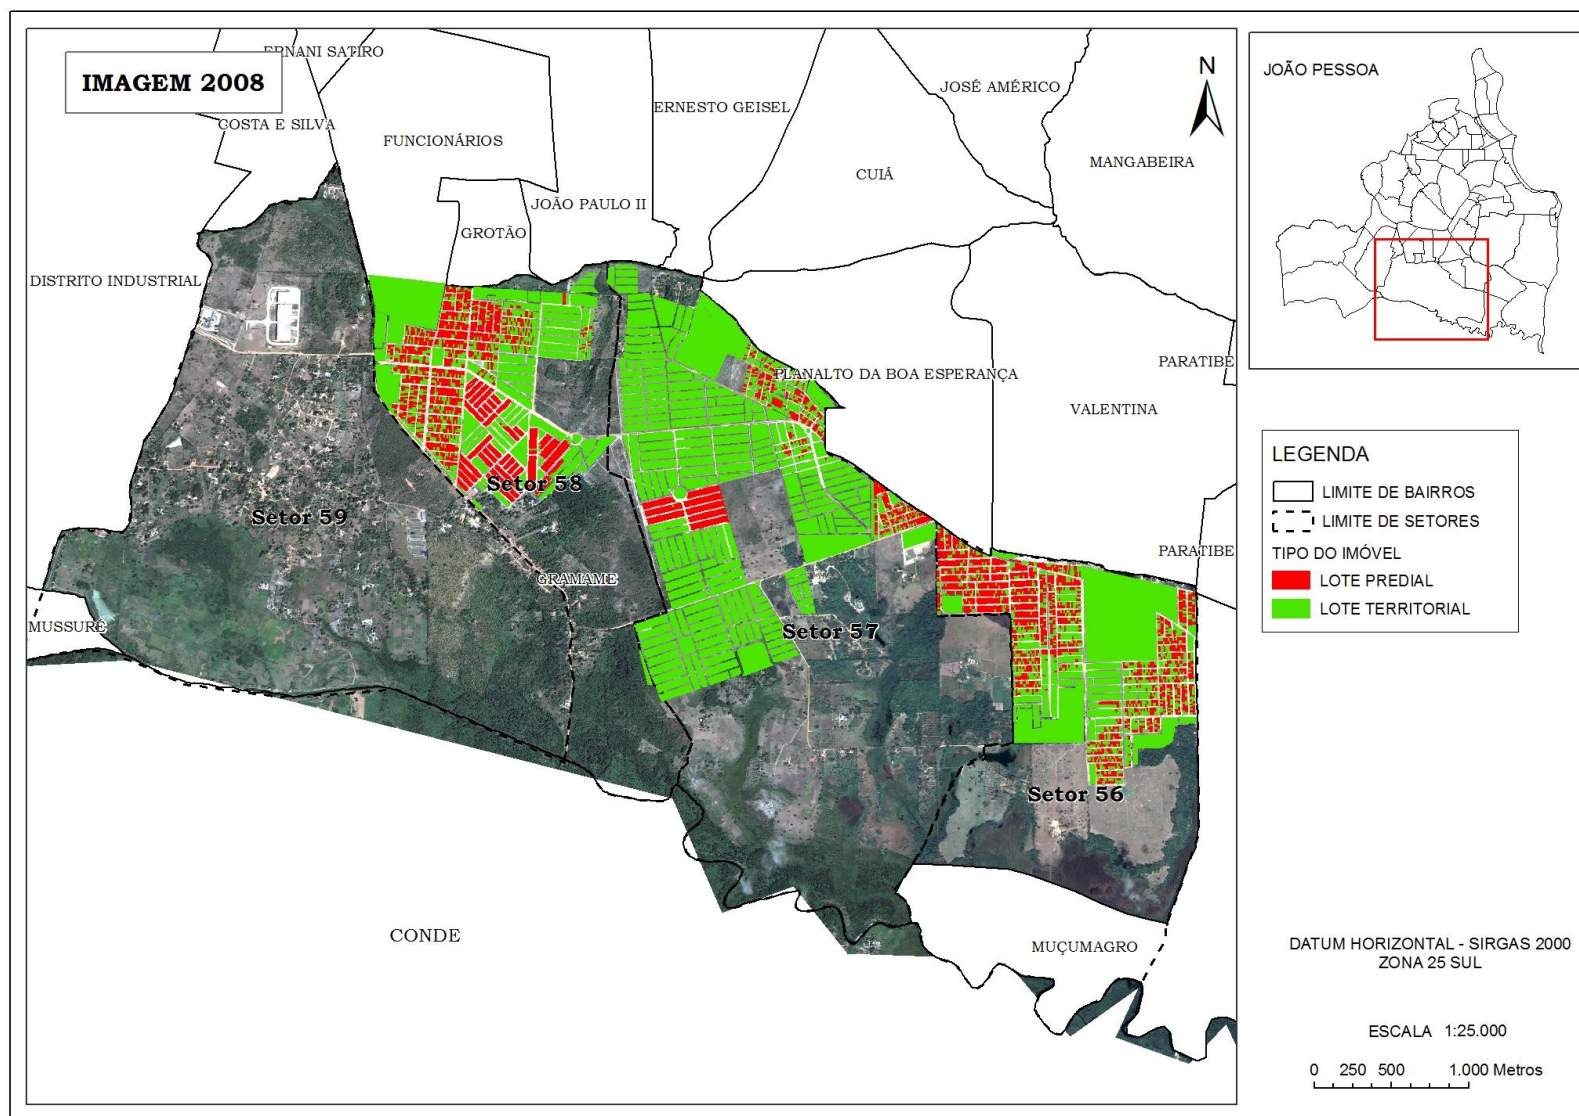 IMAGEM 2008
ERNANI SATIRO
COSTA E SILVA
FUNCIONÁRIOS
ERNESTO GEISEL
JOSÉ AMÉRICO
N
MANGABEIRA
CUIÁ
JOÃO PAULO II
GROTÃO
DISTRITO INDUSTRIAL
PARATIBE
PLANALTO DA BOA ESPERANÇA
VALENTINA
Setor 58
Setor 59
PARATIBE
GRAMAME
MUSSURÉ
Setor 57
Setor 56
CONDE
MUÇUMAGRO
JOÃO PESSOA
LEGENDA
LIMITE DE BAIRROS
LIMITE DE SETORES
TIPO DO IMÓVEL
LOTE PREDIAL
LOTE TERRITORIAL
DATUM HORIZONTAL - SIRGAS 2000
ZONA 25 SUL
ESCALA 1:25.000
0 250 500 1.000 Metros